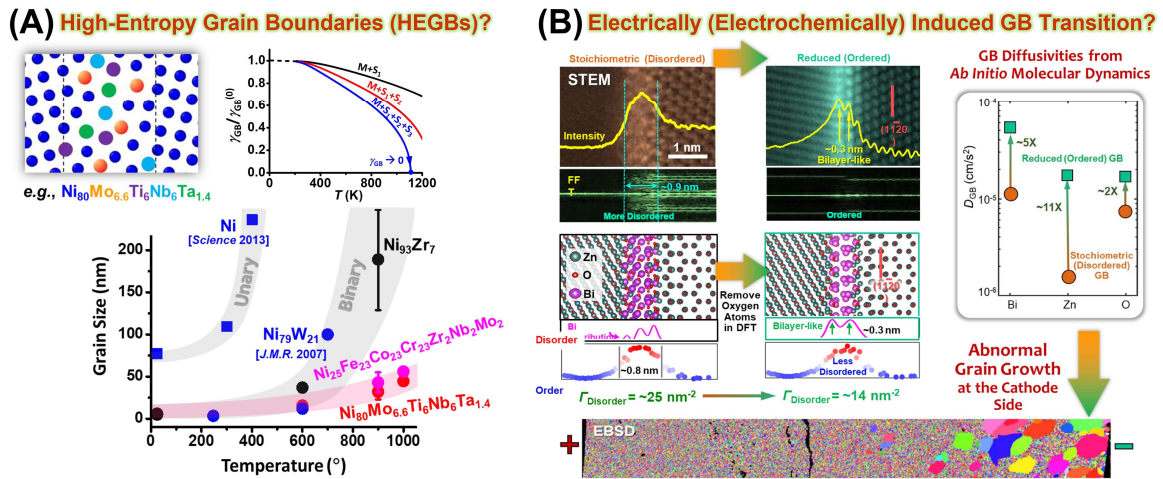 (A) High-Entropy Grain Boundaries (HEGBs)?
e.g., Ni80Mo6.6Ti6Nb6Ta1.4
γGB/γGB(0)
1.0
0.8
0.6
0.4
0.2
0.0
M+S1
M+S1+S2
M+S1+S2+S3
γGB → 0
0 400 800 1200
T (K)
Grain Size (nm)
200
150
100
50
0
Ni
[Science 2013]
Unary
Binary
Ni93Zr7
Ni79W21
[J.M.R. 2007]
Ni25Fe23Co23Cr23Zr2Nb2Mo2
Ni80Mo6.6Ti6Nb6Ta1.4
0 200 400 600 800 1000
Temperature (°)
(B) Electrically (Electrochemically) Induced GB Transition?
Stoichiometric (Disordered)
Reduced (Ordered)
STEM
Intensity
1 nm
(1120
~0.3 nm
Bilayer-like
FF
T
~0.9 nm
More Disordered
Ordered
Zn
O
Bi
Remove
Oxygen
Atoms
in DFT
(1120
)
Bi
Bilayer-like
~0.3 nm
Disorder
Order
~0.8 nm
Less
Disordered
ΓDisorder = ~25 nm-2
ΓDisorder = ~14 nm-2
GB Diffusivities from
Ab Initio Molecular Dynamics
DGB (cm/s²)
10-4
10-5
10-6
~5X
Reduced (Ordered) GB
~11X
~2X
Stochiometric
(Disordered)
GB
Bi Zn O
Abnormal
Grain Growth
at the Cathode
Side
+
EBSD
−